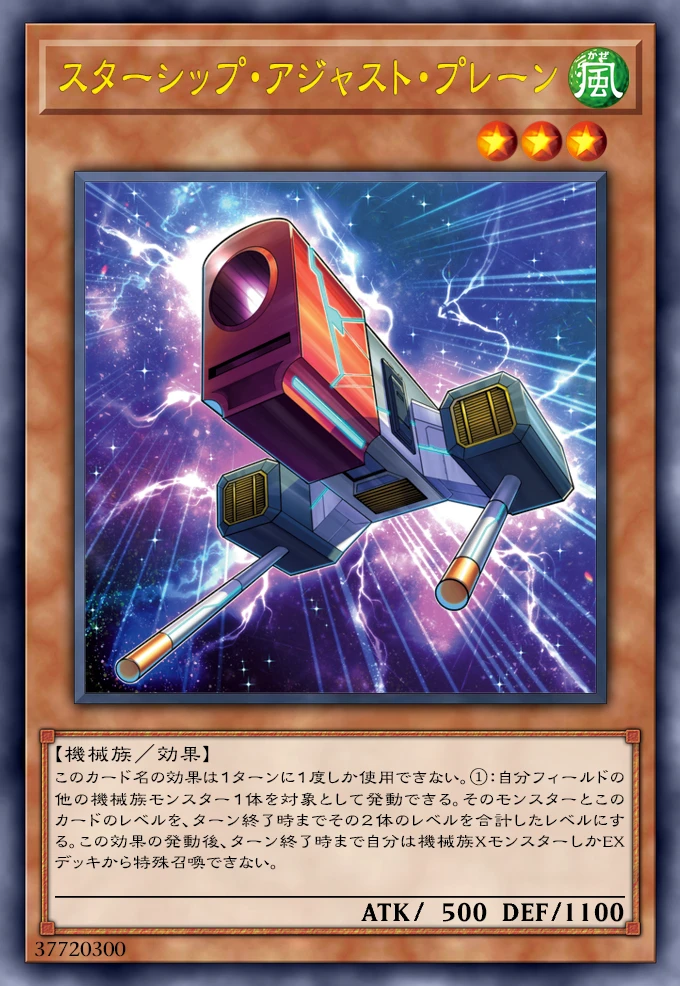 スターシップ・アジャスト・プレーン
かぜ
風
【機械族／効果】
このカード名の効果は1ターンに1度しか使用できない。①：自分フィールドの
他の機械族モンスター1体を対象として発動できる。そのモンスターとこの
カードのレベルを、ターン終了時までその2体のレベルを合計したレベルにす
る。この効果の発動後、ターン終了時まで自分は機械族XモンスターしかEX
デッキから特殊召喚できない。
ATK/ 500 DEF/1100
37720300